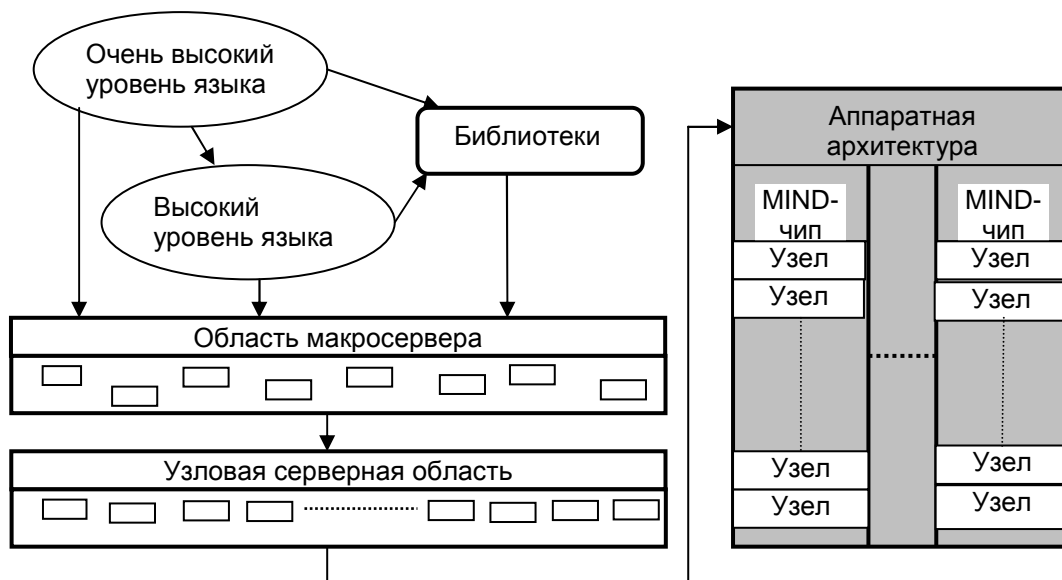 Очень высокий
уровень языка
Библиотеки
Высокий
уровень языка
Область макросервера
Узловая серверная область
Аппаратная
архитектура
MIND-
чип
Узел
Узел
Узел
Узел
MIND-
чип
Узел
Узел
Узел
Узел